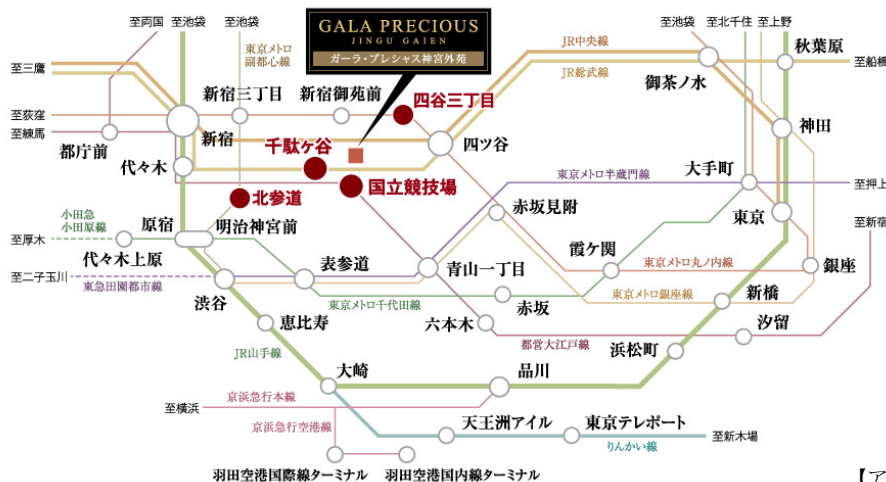 至両国
至池袋
至池袋
GALA PRECIOUS
JINGU GAIEN
ガーラ・プレシャス神宮外苑
至池袋
至北千住
至上野
東京メトロ
副都心線
JR中央線
JR総武線
秋葉原
至三鷹
至船橋
御茶ノ水
新宿三丁目
新宿御苑前
四谷三丁目
至荻窪
至練馬
都庁前
新宿
千駄ヶ谷
四ツ谷
神田
代々木
国立競技場
東京メトロ半蔵門線
大手町
至押上
北参道
小田急
小田原線
原宿
明治神宮前
赤坂見附
東京
至新宿
至厚木
代々木上原
表参道
青山一丁目
霞ケ関
東京メトロ丸ノ内線
銀座
至二子玉川
東急田園都市線
渋谷
東京メトロ千代田線
赤坂
東京メトロ銀座線
新橋
恵比寿
六本木
都営大江戸線
汐留
JR山手線
浜松町
大崎
品川
至横浜
京浜急行本線
京浜急行空港線
天王洲アイル
東京テレポート
りんかい線
至新木場
羽田空港国際線ターミナル
羽田空港国内線ターミナル
【ア